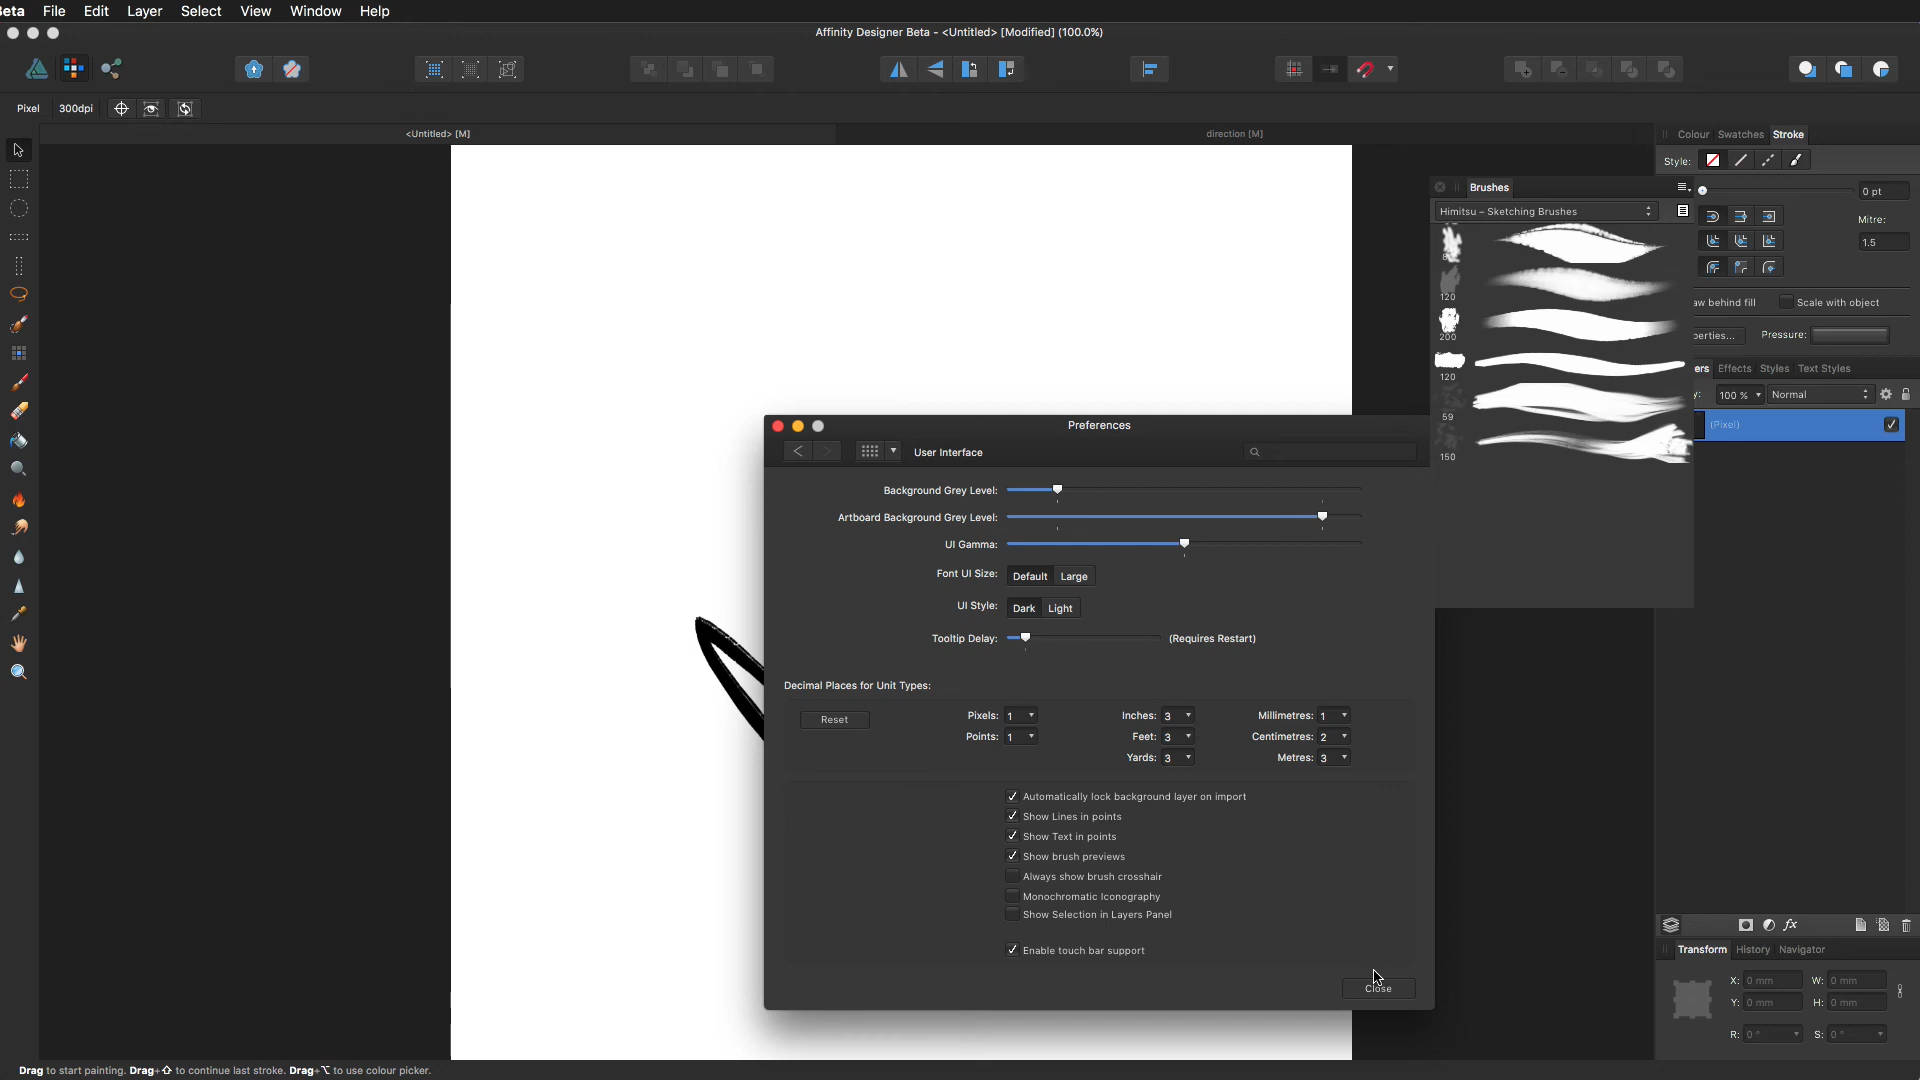 Beta File Edit Layer Select View Window Help
Affinity Designer Beta - <Untitled> [Modified] (100.0%)
Pixel 300dpi
<Untitled> [M] direction [M]
Colour Swatches Stroke
Style:
Brushes
0 pt
Himitsu – Sketching Brushes
Mitre:
1.5
120
200
120
59
150
aw behind fill Scale with object
erties... Pressure:
ers Effects Styles Text Styles
y: 100 % Normal
(Pixel)
Preferences
User Interface
Background Grey Level:
Artboard Background Grey Level:
UI Gamma:
Font UI Size: Default Large
UI Style: Dark Light
Tooltip Delay: (Requires Restart)
Decimal Places for Unit Types:
Reset
Pixels: 1 Inches: 3 Millimetres: 1
Points: 1 Feet: 3 Centimetres: 2
Yards: 3 Metres: 3
Automatically lock background layer on import
Show Lines in points
Show Text in points
Show brush previews
Always show brush crosshair
Monochromatic Iconography
Show Selection in Layers Panel
Enable touch bar support
Close
fx
Transform History Navigator
X: 0 mm W: 0 mm
Y: 0 mm H: 0 mm
R: 0 ° S: 0 °
Drag to start painting. Drag+⇧ to continue last stroke. Drag+⌥ to use colour picker.